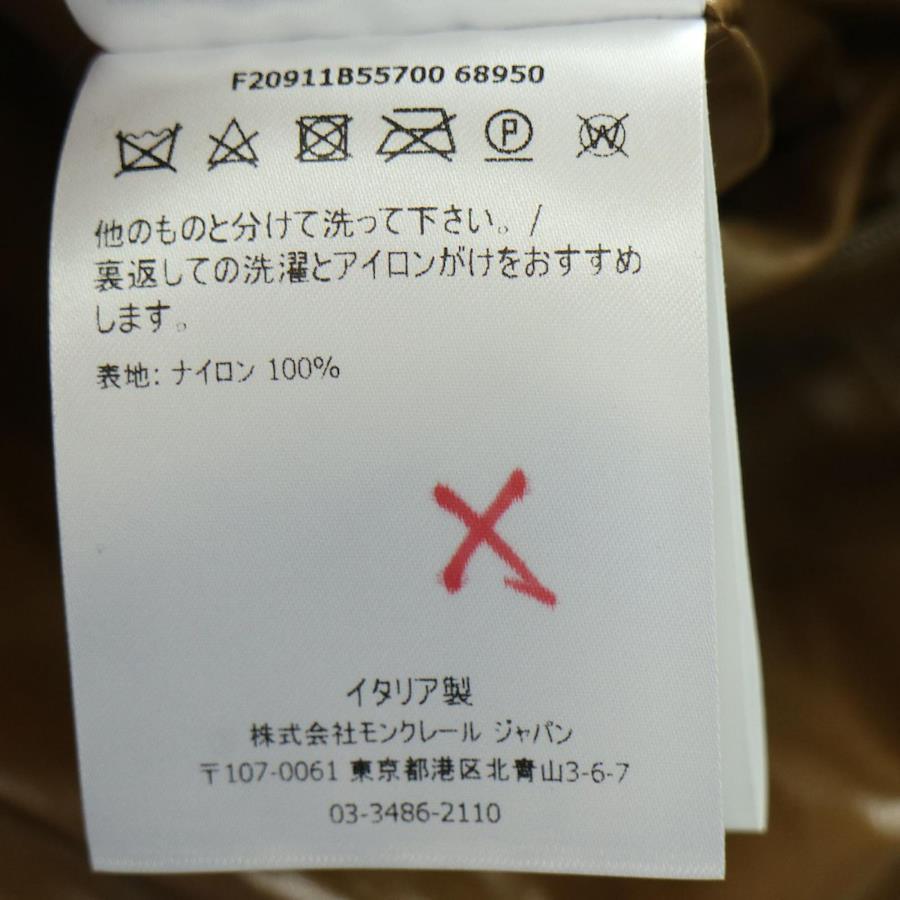 F20911B55700 68950
P
W
他のものと分けて洗って下さい。/
裏返しての洗濯とアイロンがけをおすすめ
します。
表地: ナイロン 100%
イタリア製
株式会社モンクレール ジャパン
〒107-0061 東京都港区北青山3-6-7
03-3486-2110